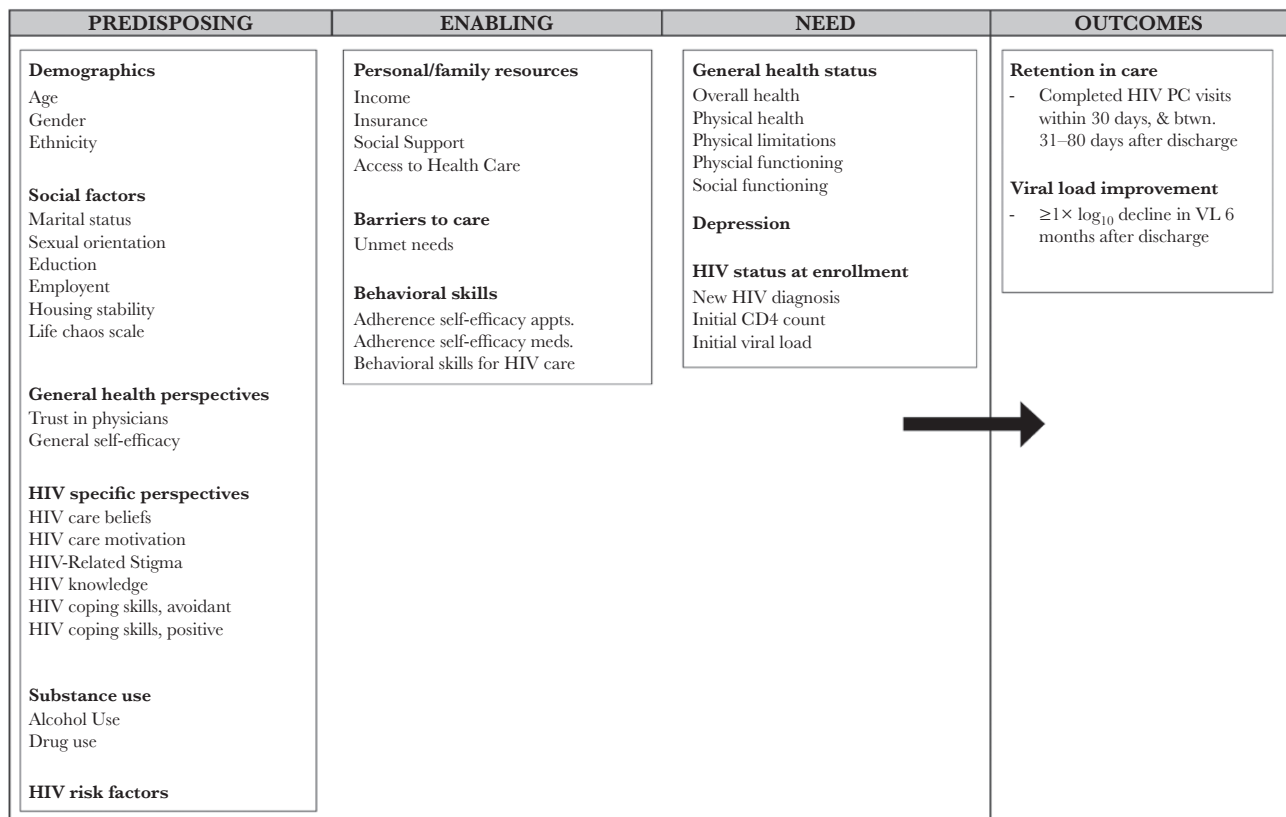 PREDISPOSING
ENABLING
NEED
OUTCOMES
Demographics
Age
Gender
Ethnicity
Social factors
Marital status
Sexual orientation
Eduction
Employent
Housing stability
Life chaos scale
General health perspectives
Trust in physicians
General self-efficacy
HIV specific perspectives
HIV care beliefs
HIV care motivation
HIV-Related Stigma
HIV knowledge
HIV coping skills, avoidant
HIV coping skills, positive
Substance use
Alcohol Use
Drug use
HIV risk factors
Personal/family resources
Income
Insurance
Social Support
Access to Health Care
Barriers to care
Unmet needs
Behavioral skills
Adherence self-efficacy appts.
Adherence self-efficacy meds.
Behavioral skills for HIV care
General health status
Overall health
Physical health
Physical limitations
Physcial functioning
Social functioning
Depression
HIV status at enrollment
New HIV diagnosis
Initial CD4 count
Initial viral load
Retention in care
- Completed HIV PC visits
within 30 days, & btwn.
31–80 days after discharge
Viral load improvement
- ≥1× log₁₀ decline in VL 6
months after discharge